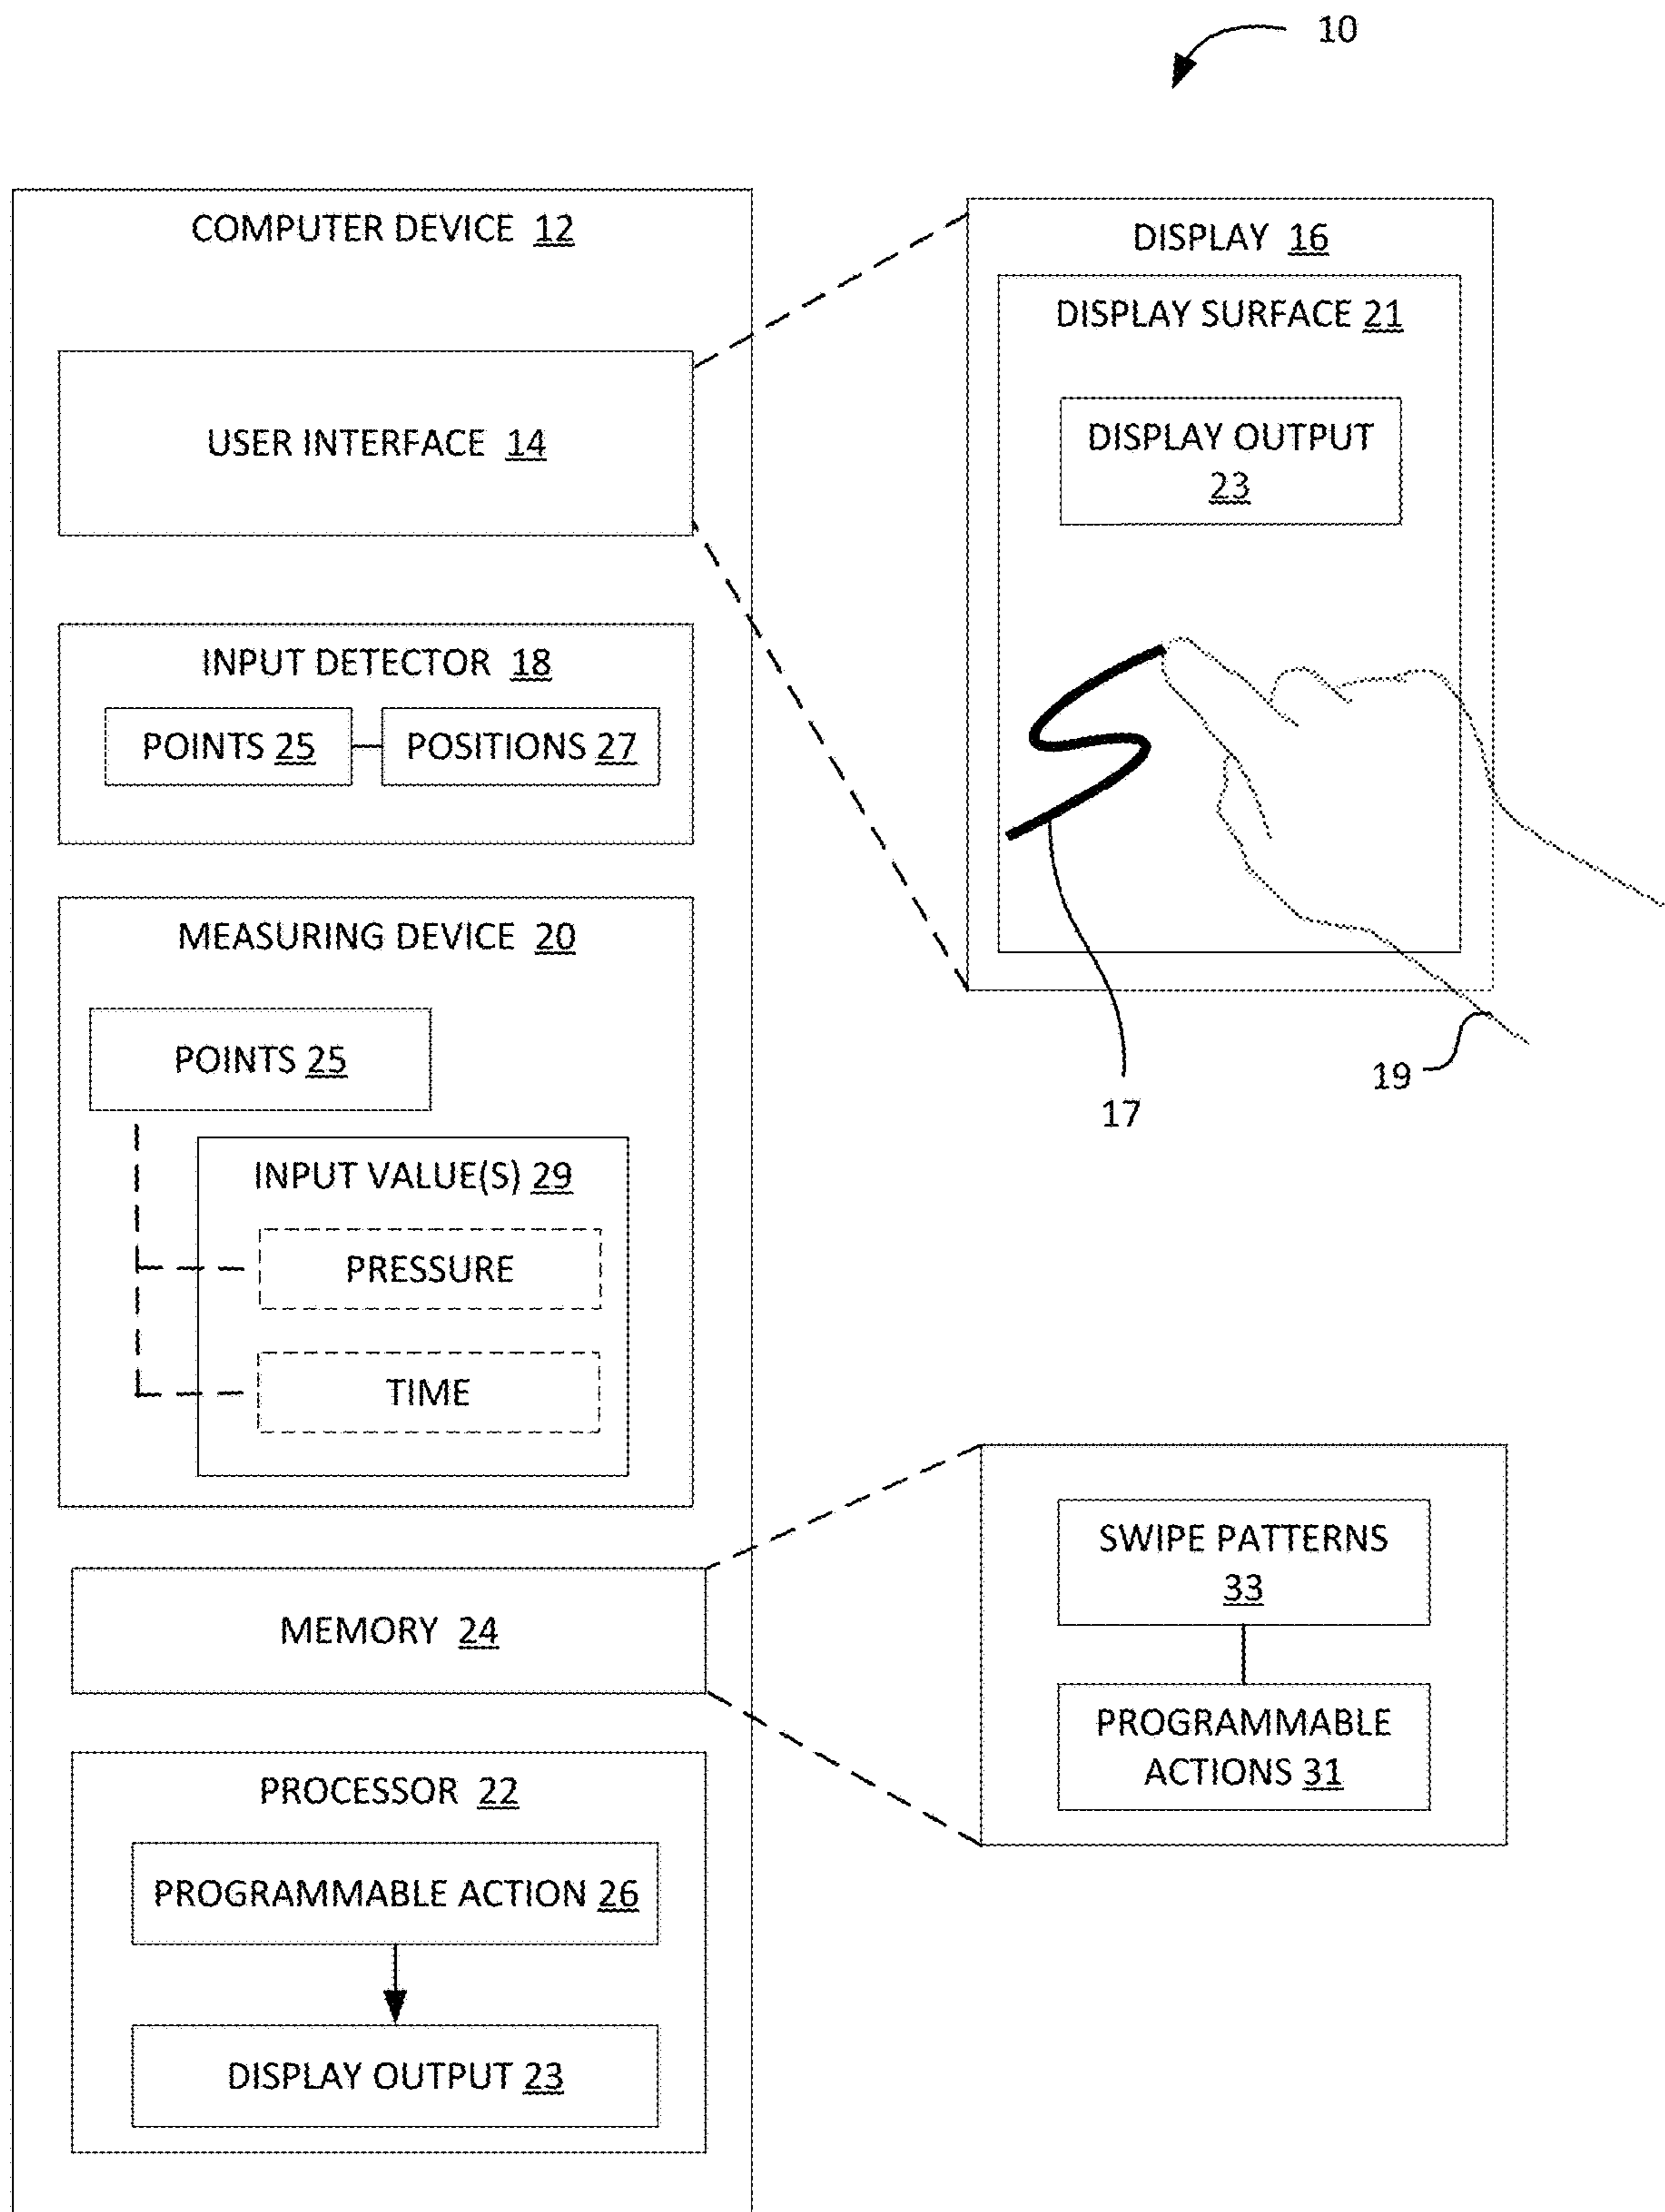 10
COMPUTER DEVICE 12
USER INTERFACE 14
INPUT DETECTOR 18
POINTS 25
POSITIONS 27
MEASURING DEVICE 20
POINTS 25
INPUT VALUE(S) 29
PRESSURE
TIME
MEMORY 24
PROCESSOR 22
PROGRAMMABLE ACTION 26
DISPLAY OUTPUT 23
DISPLAY 16
DISPLAY SURFACE 21
DISPLAY OUTPUT
23
17
19
SWIPE PATTERNS
33
PROGRAMMABLE
ACTIONS 31